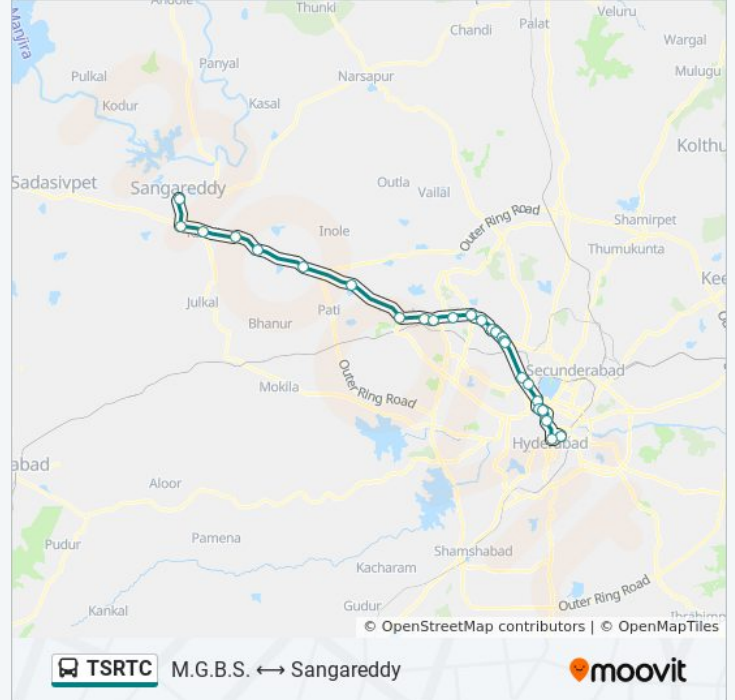 Andole
Thunki
Veluru
Chandi
Palat
Manjira
Wargal
Panyal
Pulkal
Narsapur
Mulugu
Kodur
Kasal
Kolthu
Sadasivpet
Sangareddy
Outla
Vailāl
Outer Ring Road
Shamirpet
Inole
Thumukunta
Kee
Julkal
Pati
Bhanur
Secunderabad
Mokila
Outer Ring Road
Hyderabad
abad
Aloor
Pamena
Pudur
Shamshabad
Kacharam
Outer Ring Road
Gudur
Kankal
Ibrāhīm
© OpenStreetMap contributors | © OpenMapTiles
TSRTC M.G.B.S. ⟷ Sangareddy
moovit